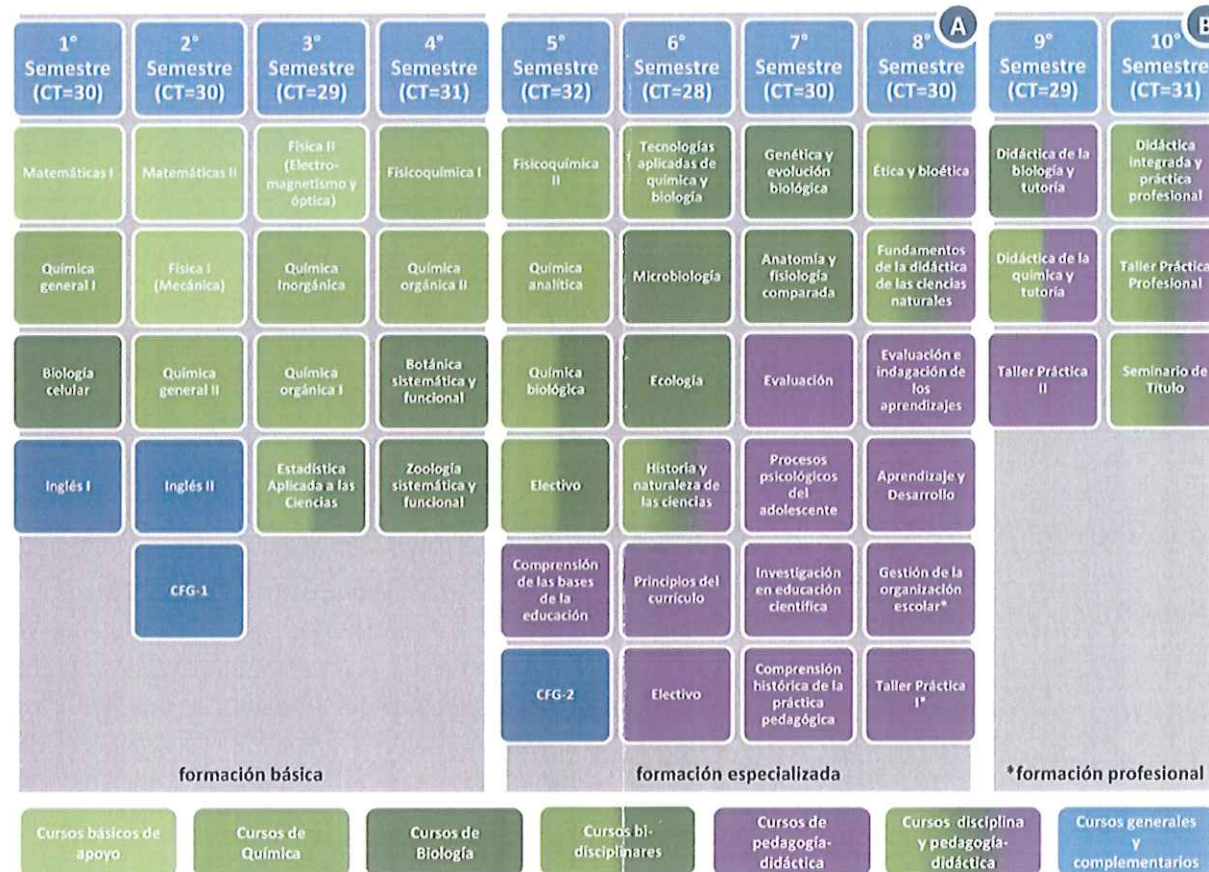 A
B
1°
Semestre
(CT=30)
2°
Semestre
(CT=30)
3°
Semestre
(CT=29)
4°
Semestre
(CT=31)
5°
Semestre
(CT=32)
6°
Semestre
(CT=28)
7°
Semestre
(CT=30)
8°
Semestre
(CT=30)
9°
Semestre
(CT=29)
10°
Semestre
(CT=31)
Matemáticas I
Matemáticas II
Física II
(Electro-
magnetismo y
óptica)
Fisicoquímica I
Fisicoquímica
II
Tecnologías
aplicadas de
química y
biología
Genética y
evolución
biológica
Ética y bioética
Didáctica de la
biología y
tutoría
Didáctica
integrada y
práctica
profesional
Química
general I
Física I
(Mecánica)
Química
Inorgánica
Química
orgánica II
Química
analítica
Microbiología
Anatomía y
fisiología
comparada
Fundamentos
de la didáctica
de las ciencias
naturales
Didáctica de la
química y
tutoría
Taller Práctica
Profesional
Biología
celular
Química
general II
Química
orgánica I
Botánica
sistemática y
funcional
Química
biológica
Ecología
Evaluación
Evaluación e
indagación de
los
aprendizajes
Taller Práctica
II
Seminario de
Título
Inglés I
Inglés II
Estadística
Aplicada a las
Ciencias
Zoología
sistemática y
funcional
Electivo
Historia y
naturaleza de
las ciencias
Procesos
psicológicos
del
adolescente
Aprendizaje y
Desarrollo
CFG-1
Comprensión
de las bases
de la
educación
Principios del
currículo
Investigación
en educación
científica
Gestión de la
organización
escolar*
CFG-2
Electivo
Comprensión
histórica de la
práctica
pedagógica
Taller Práctica
I*
formación básica
formación especializada
*formación profesional
Cursos básicos de
apoyo
Cursos de
Química
Cursos de
Biología
Cursos bi-
disciplinares
Cursos de
pedagogía-
didáctica
Cursos disciplina
y pedagogía-
didáctica
Cursos generales
y
complementarios